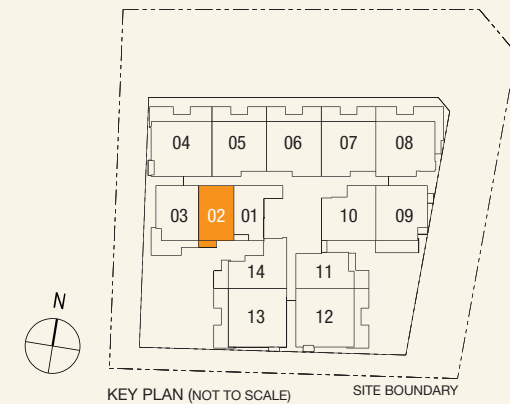 04 05 06 07 08
03 02 01 10 09
14 11
13 12
N
KEY PLAN (NOT TO SCALE)
SITE BOUNDARY